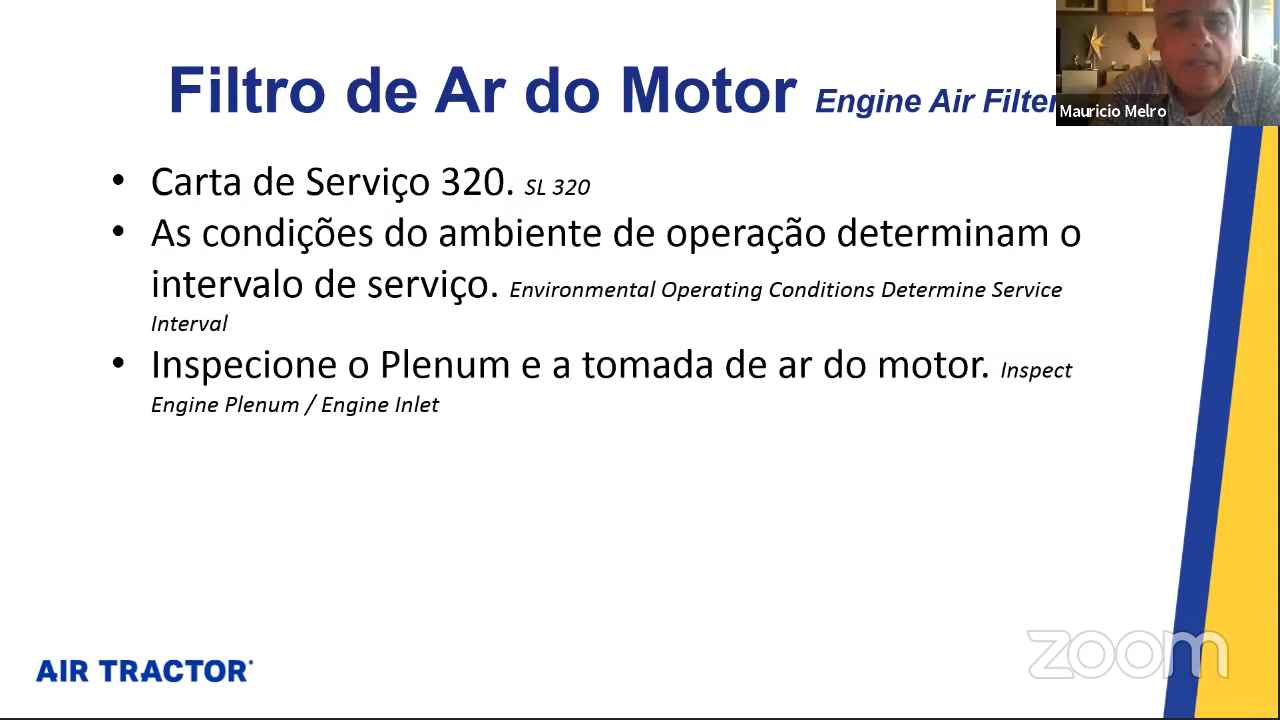 Filtro de Ar do Motor Engine Air Filter
Mauricio Melro
• Carta de Serviço 320. SL 320
• As condições do ambiente de operação determinam o
intervalo de serviço. Environmental Operating Conditions Determine Service
Interval
• Inspecione o Plenum e a tomada de ar do motor. Inspect
Engine Plenum / Engine Inlet
zoom
AIR TRACTOR